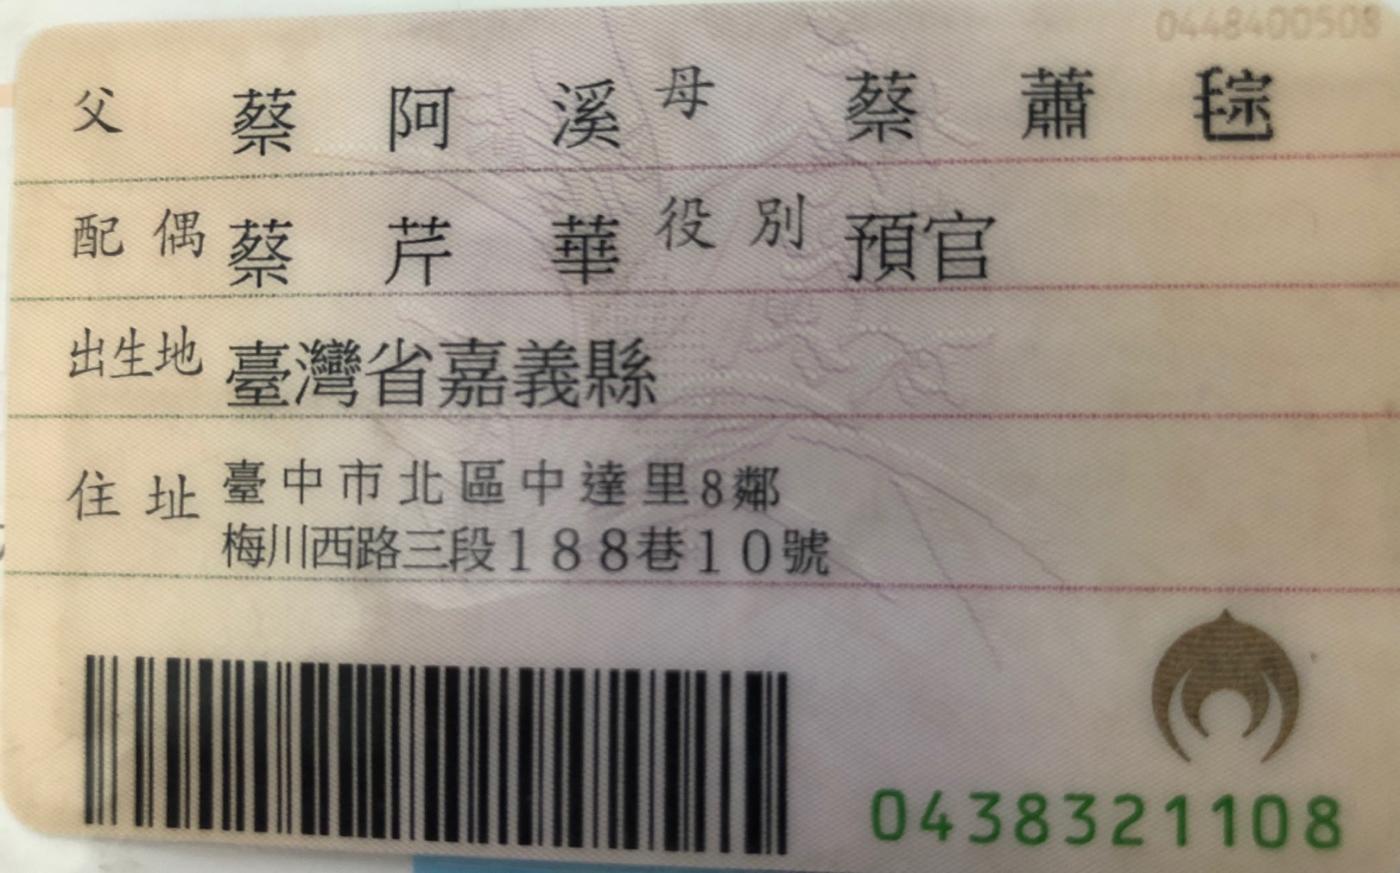 0448400508
父 蔡阿溪 母 蔡蕭
配偶 蔡芹華 役別 預官
出生地 臺灣省嘉義縣
住址 臺中市北區中達里8鄰
梅川西路三段188巷10號
0438321108